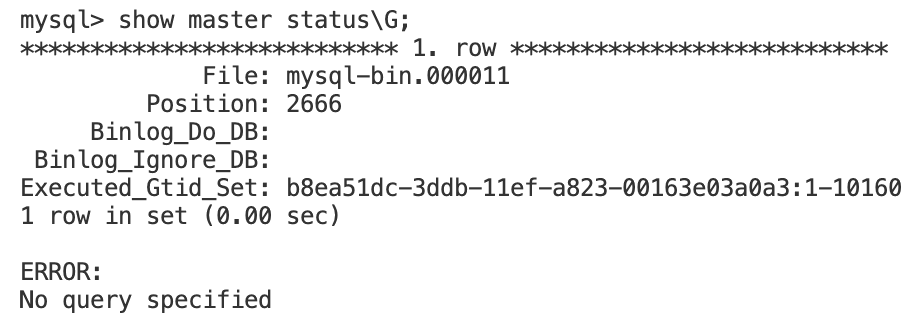 mysql> show master status\G;
*************************** 1. row ***************************
File: mysql-bin.000011
Position: 2666
Binlog_Do_DB:
Binlog_Ignore_DB:
Executed_Gtid_Set: b8ea51dc-3ddb-11ef-a823-00163e03a0a3:1-10160
1 row in set (0.00 sec)
ERROR:
No query specified